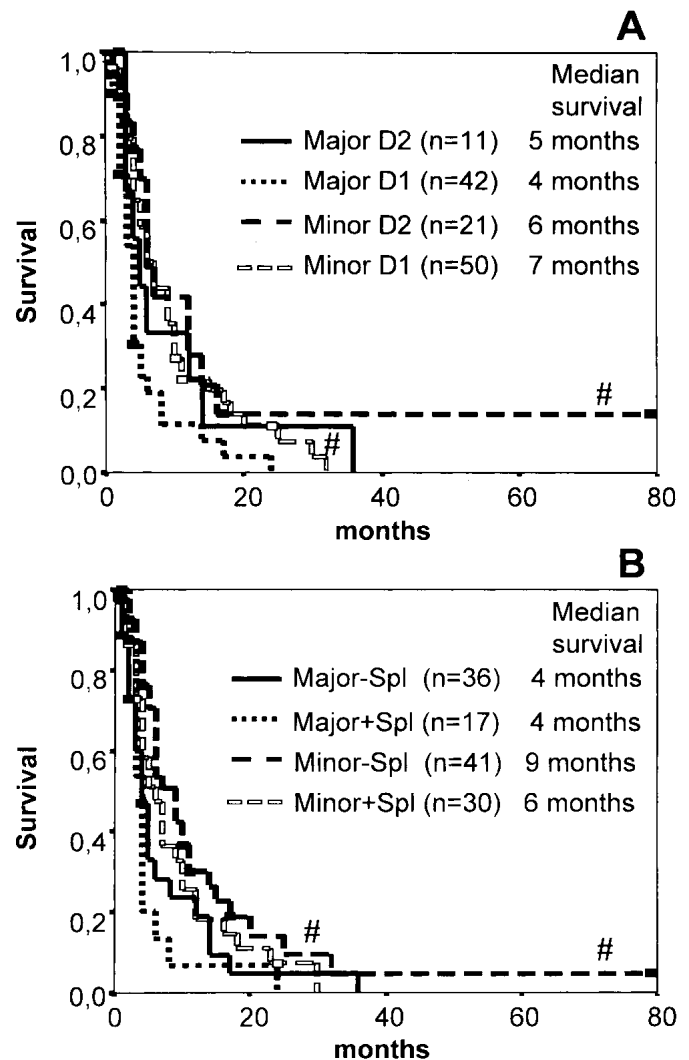 A
1,0
0,8
0,6
0,4
0,2
0,0
Survival
Median
survival
Major D2 (n=11) 5 months
Major D1 (n=42) 4 months
Minor D2 (n=21) 6 months
Minor D1 (n=50) 7 months
#
#
0 20 40 60 80
months
B
1,0
0,8
0,6
0,4
0,2
0,0
Survival
Median
survival
Major-Spl (n=36) 4 months
Major+Spl (n=17) 4 months
Minor-Spl (n=41) 9 months
Minor+Spl (n=30) 6 months
#
#
0 20 40 60 80
months